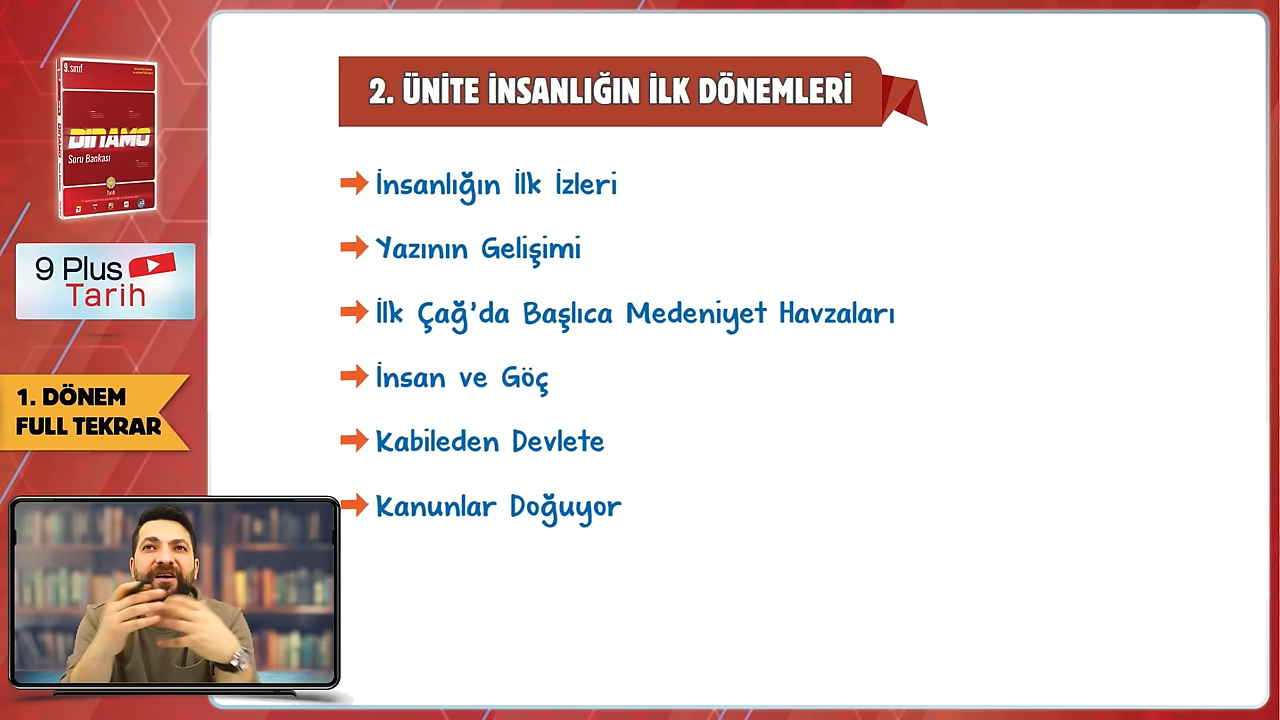 2. ÜNİTE İNSANLIĞIN İLK DÖNEMLERİ
İnsanlığın İlk İzleri
Yazının Gelişimi
İlk Çağ'da Başlıca Medeniyet Havzaları
İnsan ve Göç
Kabileden Devlete
Kanunlar Doğuyor
9. sınıf
DİNAMO
Soru Bankası
Tarih
9 Plus
Tarih
1. DÖNEM
FULL TEKRAR